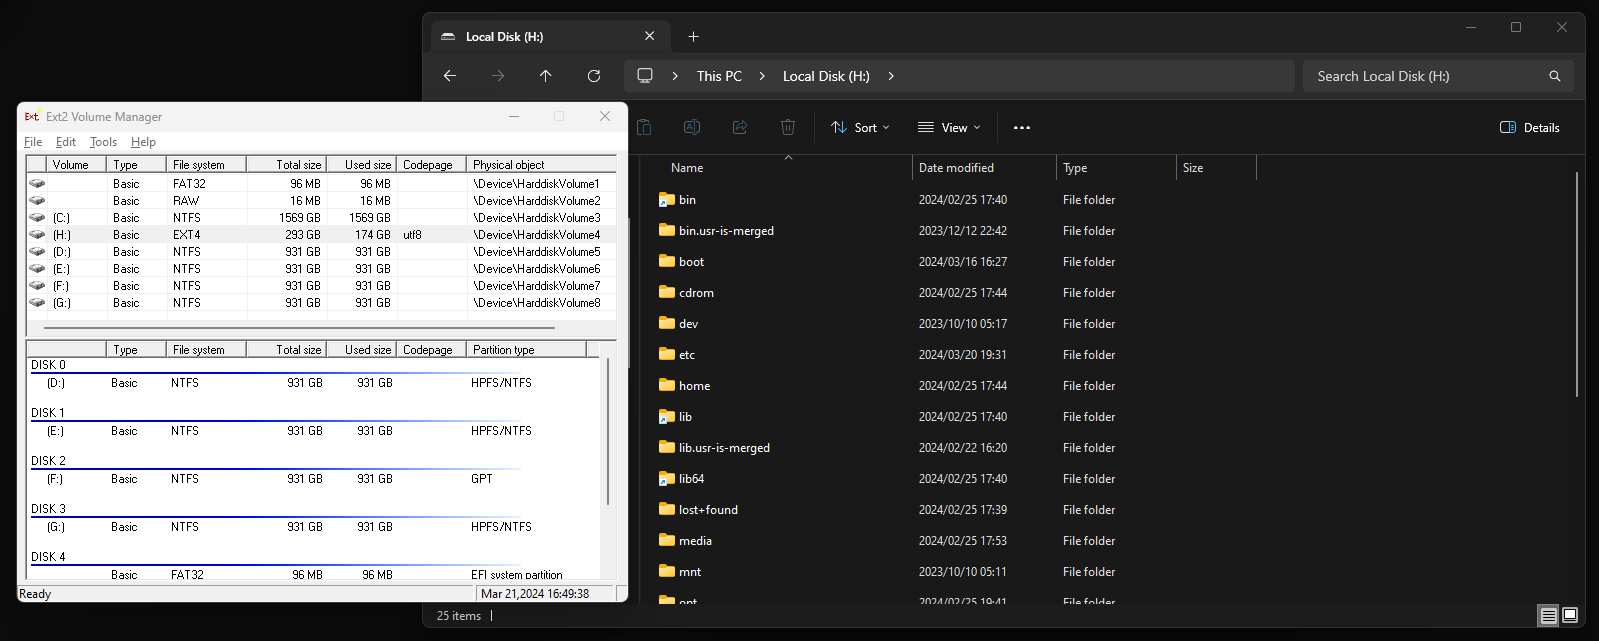 Local Disk (H:)
This PC
Local Disk (H:)
Search Local Disk (H:)
Sort
View
Details
Name Date modified Type Size
bin 2024/02/25 17:40 File folder
bin.usr-is-merged 2023/12/12 22:42 File folder
boot 2024/03/16 16:27 File folder
cdrom 2024/02/25 17:44 File folder
dev 2023/10/10 05:17 File folder
etc 2024/03/20 19:31 File folder
home 2024/02/25 17:44 File folder
lib 2024/02/25 17:40 File folder
lib.usr-is-merged 2024/02/22 16:20 File folder
lib64 2024/02/25 17:40 File folder
lost+found 2024/02/25 17:39 File folder
media 2024/02/25 17:53 File folder
mnt 2023/10/10 05:11 File folder
opt 2024/02/25 19:41 File folder
25 items
Ext Ext2 Volume Manager
File Edit Tools Help
Volume Type File system Total size Used size Codepage Physical object
Basic FAT32 96 MB 96 MB \Device\HarddiskVolume1
Basic RAW 16 MB 16 MB \Device\HarddiskVolume2
(C:) Basic NTFS 1569 GB 1569 GB \Device\HarddiskVolume3
(H:) Basic EXT4 293 GB 174 GB utf8 \Device\HarddiskVolume4
(D:) Basic NTFS 931 GB 931 GB \Device\HarddiskVolume5
(E:) Basic NTFS 931 GB 931 GB \Device\HarddiskVolume6
(F:) Basic NTFS 931 GB 931 GB \Device\HarddiskVolume7
(G:) Basic NTFS 931 GB 931 GB \Device\HarddiskVolume8
Type File system Total size Used size Codepage Partition type
DISK 0
(D:) Basic NTFS 931 GB 931 GB HPFS/NTFS
DISK 1
(E:) Basic NTFS 931 GB 931 GB HPFS/NTFS
DISK 2
(F:) Basic NTFS 931 GB 931 GB GPT
DISK 3
(G:) Basic NTFS 931 GB 931 GB HPFS/NTFS
DISK 4
Basic FAT32 96 MB 96 MB EFI system partition
Ready Mar 21,2024 16:49:38